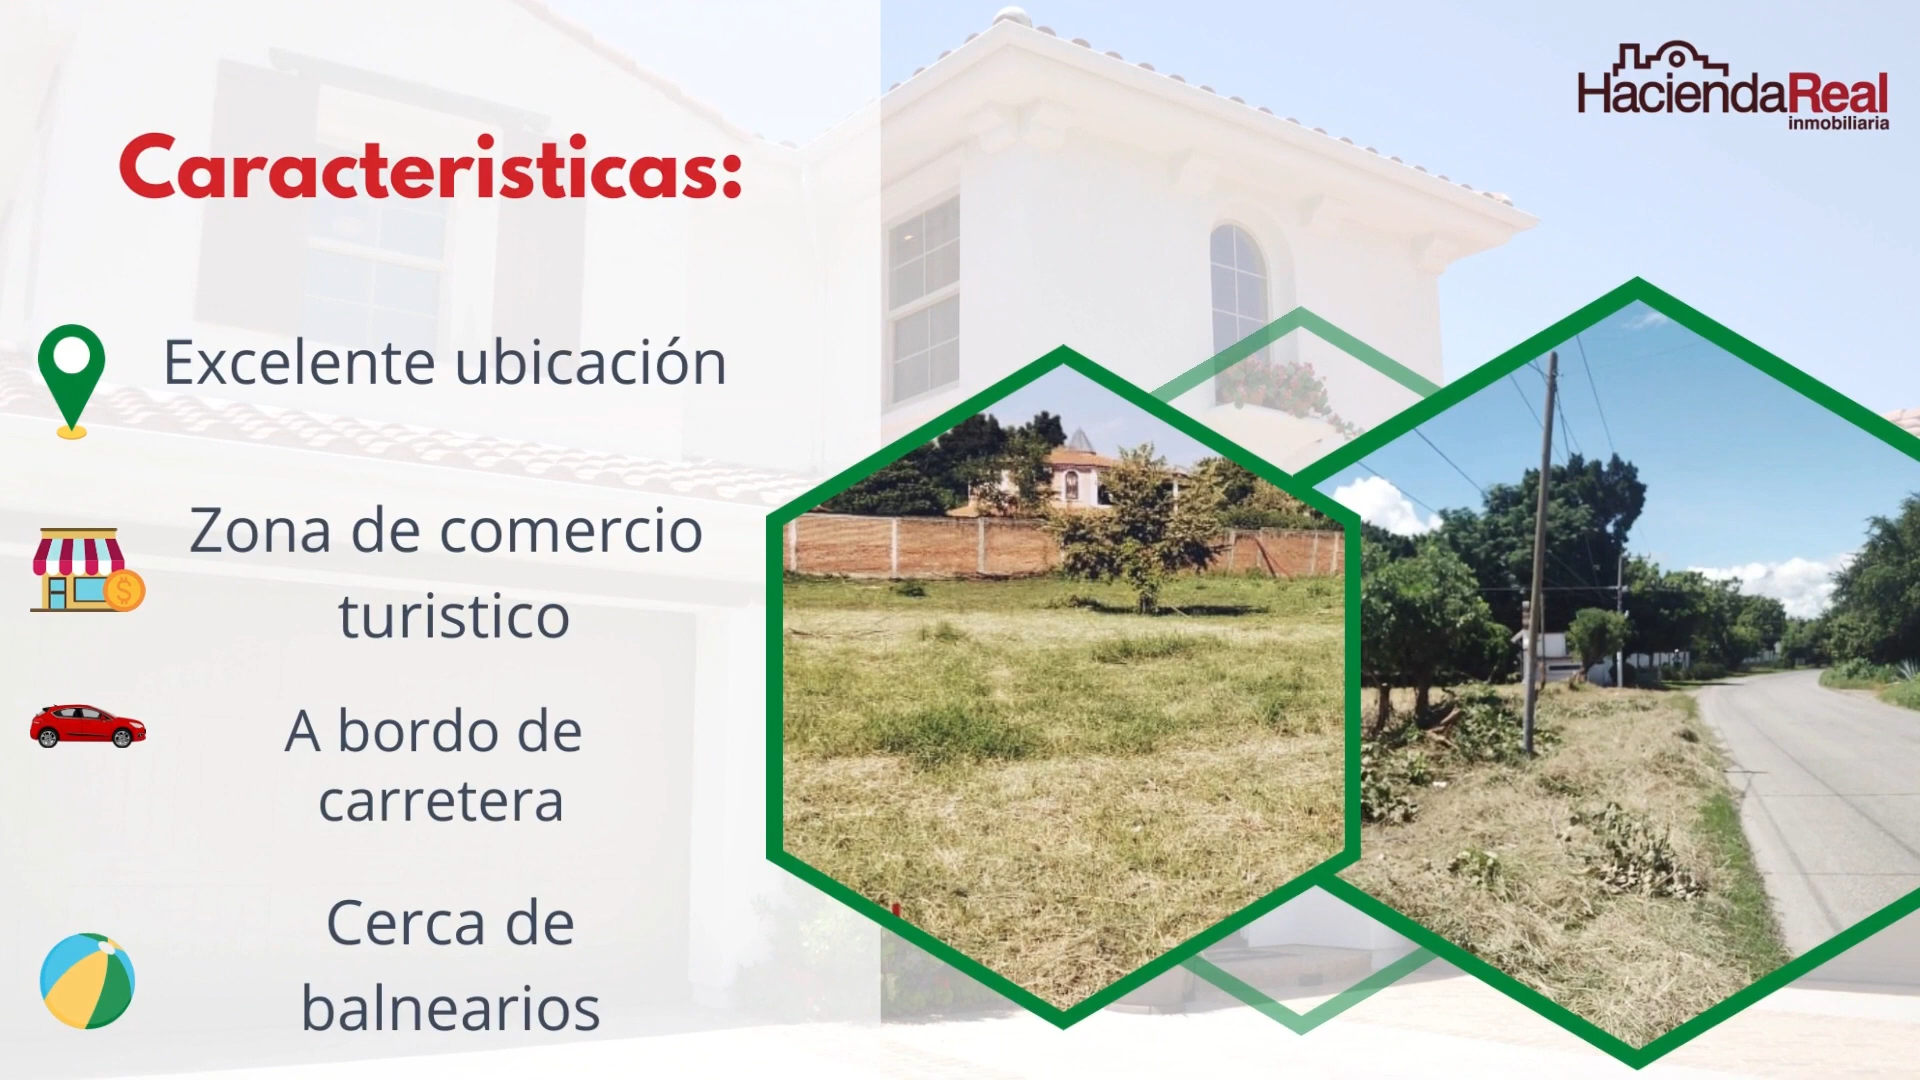 HaciendaReal
inmobiliaria
Caracteristicas:
Excelente ubicación
Zona de comercio
turistico
A bordo de
carretera
Cerca de
balnearios